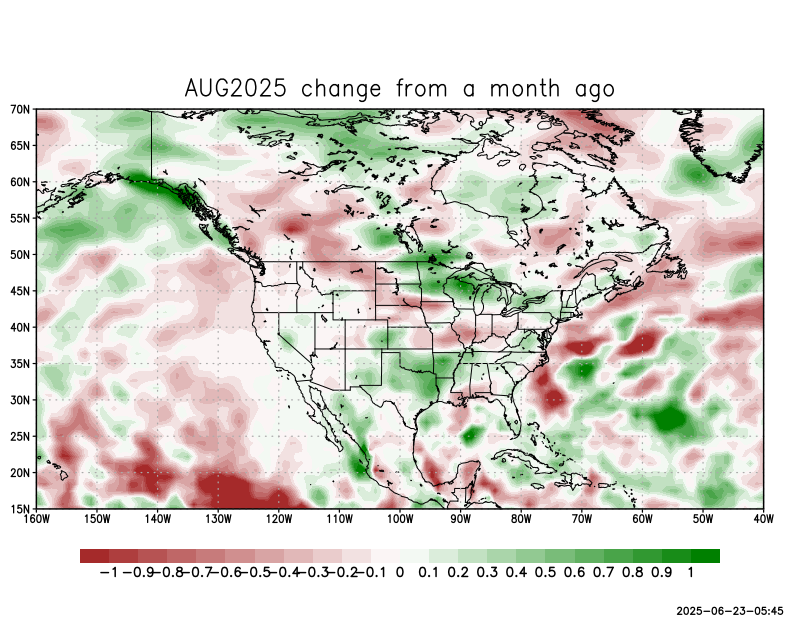 AUG2025 change from a month ago
70N
65N
60N
55N
50N
45N
40N
35N
30N
25N
20N
15N
160W 150W 140W 130W 120W 110W 100W 90W 80W 70W 60W 50W 40W
-1 -0.9 -0.8 -0.7 -0.6 -0.5 -0.4 -0.3 -0.2 -0.1 0 0.1 0.2 0.3 0.4 0.5 0.6 0.7 0.8 0.9 1
2025-06-23-05:45